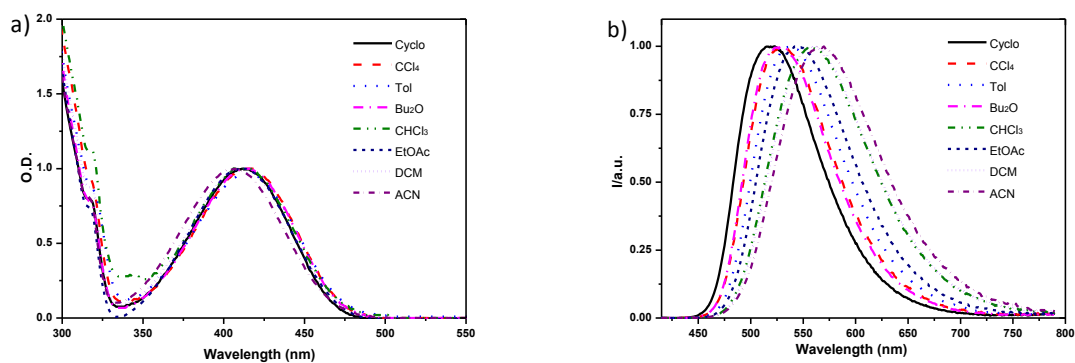 a)
2.0
1.5
1.0
0.5
0.0
O.D.
300 350 400 450 500 550
Wavelength (nm)
Cyclo
CCl₄
Tol
Bu₂O
CHCl₃
EtOAc
DCM
ACN
b)
1.00
0.75
0.50
0.25
0.00
I/a.u.
450 500 550 600 650 700 750 800
Wavelength (nm)
Cyclo
CCl₄
Tol
Bu₂O
CHCl₃
EtOAc
DCM
ACN